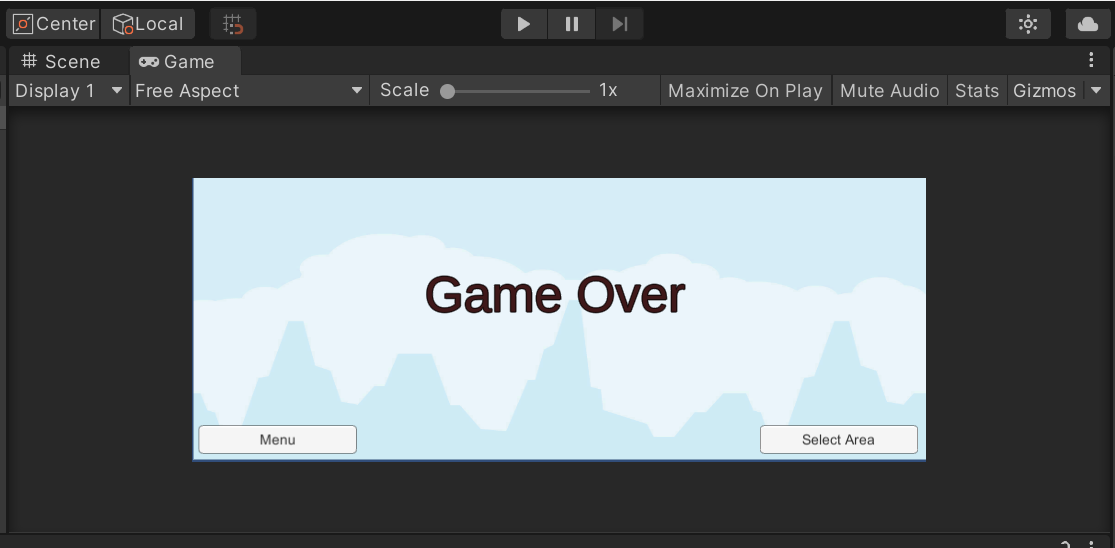 Center Local
Scene Game
Display 1 Free Aspect Scale 1x Maximize On Play Mute Audio Stats Gizmos
Game Over
Menu Select Area